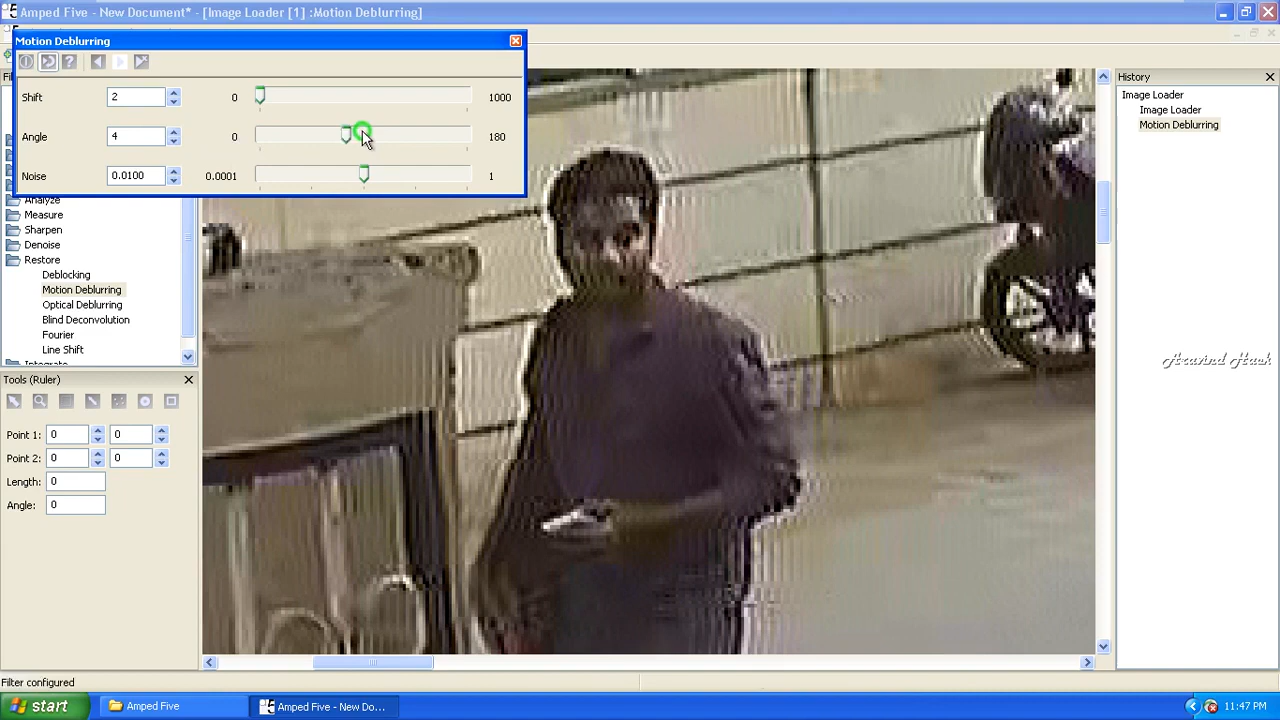 Amped Five - New Document* - [Image Loader [1] :Motion Deblurring]
Motion Deblurring
Shift 2 0 1000
Angle 4 0 180
Noise 0.0100 0.0001 1
Analyze
Measure
Sharpen
Denoise
Restore
Deblocking
Motion Deblurring
Optical Deblurring
Blind Deconvolution
Fourier
Line Shift
Integrate
Tools (Ruler)
Point 1: 0 0
Point 2: 0 0
Length: 0
Angle: 0
History
Image Loader
Image Loader
Motion Deblurring
Aravind Hash
Filter configured
start
Amped Five
Amped Five - New Do...
11:47 PM